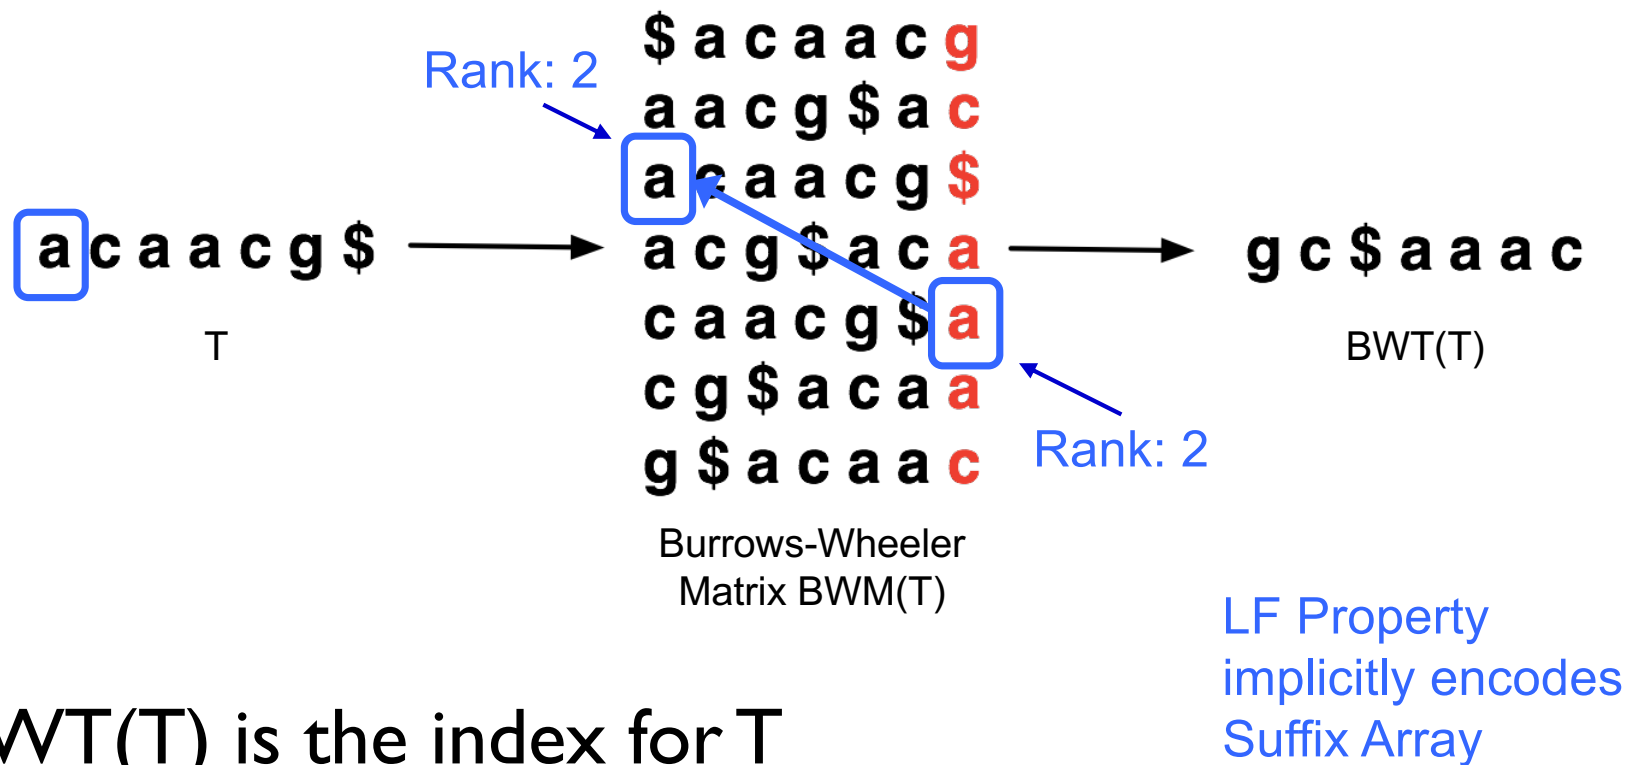 $ a c a a c g
Rank: 2
a a c g $ a c
a c a a c g $
a c a a c g $
a c g $ a c a
g c $ a a a c
c a a c g $ a
T
BWT(T)
c g $ a c a a
Rank: 2
g $ a c a a c
Burrows-Wheeler
Matrix BWM(T)
LF Property
implicitly encodes
Suffix Array
WT(T) is the index for T